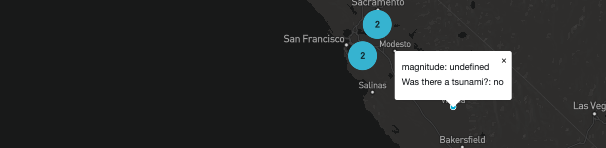 Sacramento
2
San Francisco
Modesto
2
×
magnitude: undefined
Was there a tsunami?: no
Salinas
Las Veg
Bakersfield